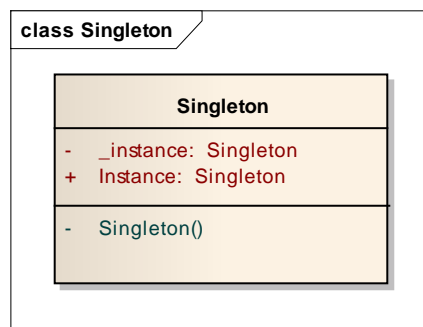 class Singleton
Singleton
- _instance: Singleton
+ Instance: Singleton
- Singleton()